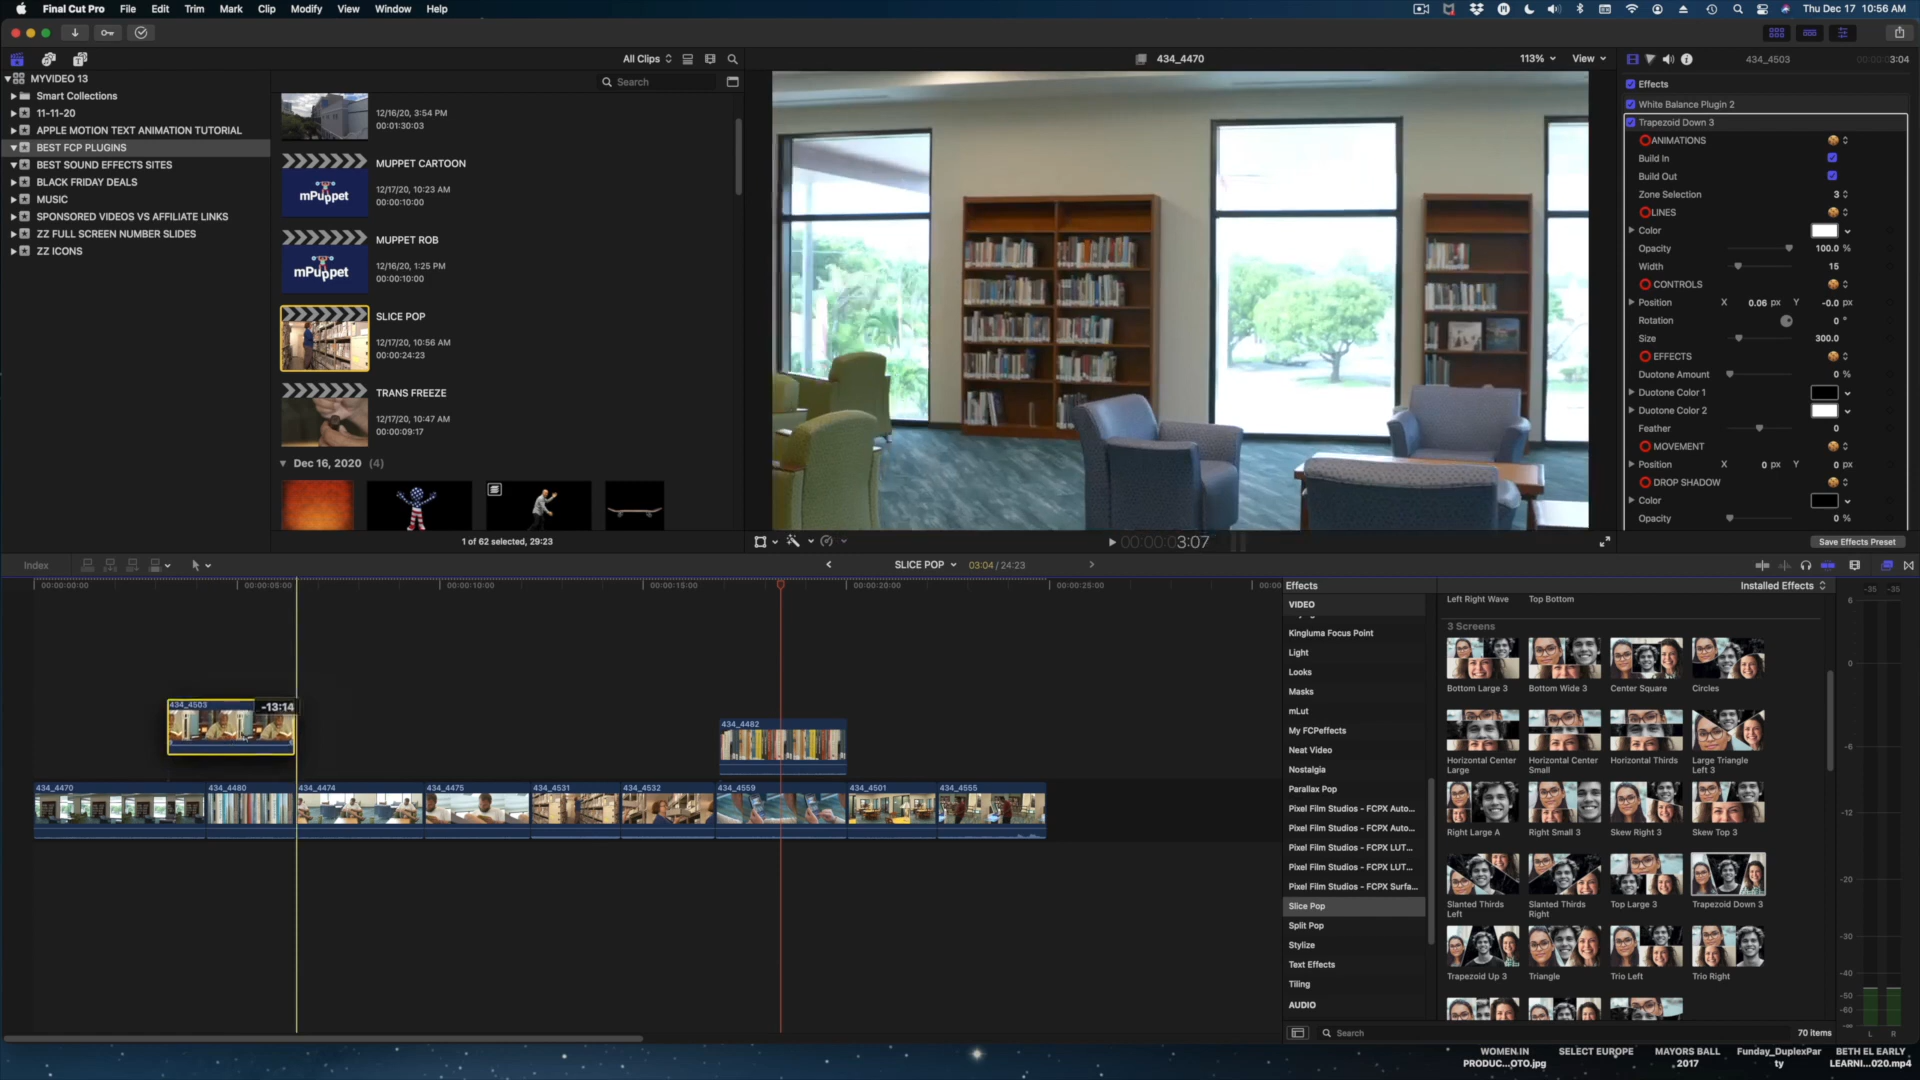 Final Cut Pro File Edit Trim Mark Clip Modify View Window Help
Thu Dec 17 10:56 AM
All Clips
434_4470
113% View
434_4503
3:04
MYVIDEO 13
Smart Collections
11-11-20
APPLE MOTION TEXT ANIMATION TUTORIAL
BEST FCP PLUGINS
BEST SOUND EFFECTS SITES
BLACK FRIDAY DEALS
MUSIC
SPONSORED VIDEOS VS AFFILIATE LINKS
ZZ FULL SCREEN NUMBER SLIDES
ZZ ICONS
Search
12/16/20, 3:54 PM
00:01:30:03
MUPPET CARTOON
12/17/20, 10:23 AM
00:00:10:00
mPuppet
MUPPET ROB
12/16/20, 1:25 PM
00:00:10:00
mPuppet
SLICE POP
12/17/20, 10:56 AM
00:00:24:23
TRANS FREEZE
12/17/20, 10:47 AM
00:00:09:17
Dec 16, 2020 (4)
1 of 62 selected, 29:23
00:00:03:07
Effects
White Balance Plugin 2
Trapezoid Down 3
ANIMATIONS
Build In
Build Out
Zone Selection 3
LINES
Color
Opacity 100.0 %
Width 15
CONTROLS
Position X 0.06 px Y -0.0 px
Rotation 0 °
Size 300.0
EFFECTS
Duotone Amount 0 %
Duotone Color 1
Duotone Color 2
Feather 0
MOVEMENT
Position X 0 px Y 0 px
DROP SHADOW
Color
Opacity 0 %
Save Effects Preset
Index
SLICE POP 03:04 / 24:23
00:00:00:00 00:00:05:00 00:00:10:00 00:00:15:00 00:00:20:00 00:00:25:00 00:00
434_4503 -13:14
434_4482
434_4470 434_4480 434_4474 434_4475 434_4531 434_4532 434_4559 434_4501 434_4555
Effects
Installed Effects
VIDEO
Kingluma Focus Point
Light
Looks
Masks
mLut
My FCPeffects
Neat Video
Nostalgia
Parallax Pop
Pixel Film Studios - FCPX Auto...
Pixel Film Studios - FCPX Auto...
Pixel Film Studios - FCPX LUT...
Pixel Film Studios - FCPX LUT...
Pixel Film Studios - FCPX Surfa...
Slice Pop
Split Pop
Stylize
Text Effects
Tiling
AUDIO
Left Right Wave Top Bottom
3 Screens
Bottom Large 3 Bottom Wide 3 Center Square Circles
Horizontal Center Large Horizontal Center Small Horizontal Thirds Large Triangle Left 3
Right Large A Right Small 3 Skew Right 3 Skew Top 3
Slanted Thirds Left Slanted Thirds Right Top Large 3 Trapezoid Down 3
Trapezoid Up 3 Triangle Trio Left Trio Right
Search
70 items
-35 -35
6
0
-6
-12
-20
-30
-40
-50
-60
L R
WOMEN.IN PRODUC...OTO.jpg
SELECT EUROPE
MAYORS BALL 2017
Funday_DuplexParty
BETH EL EARLY LEARNI...020.mp4